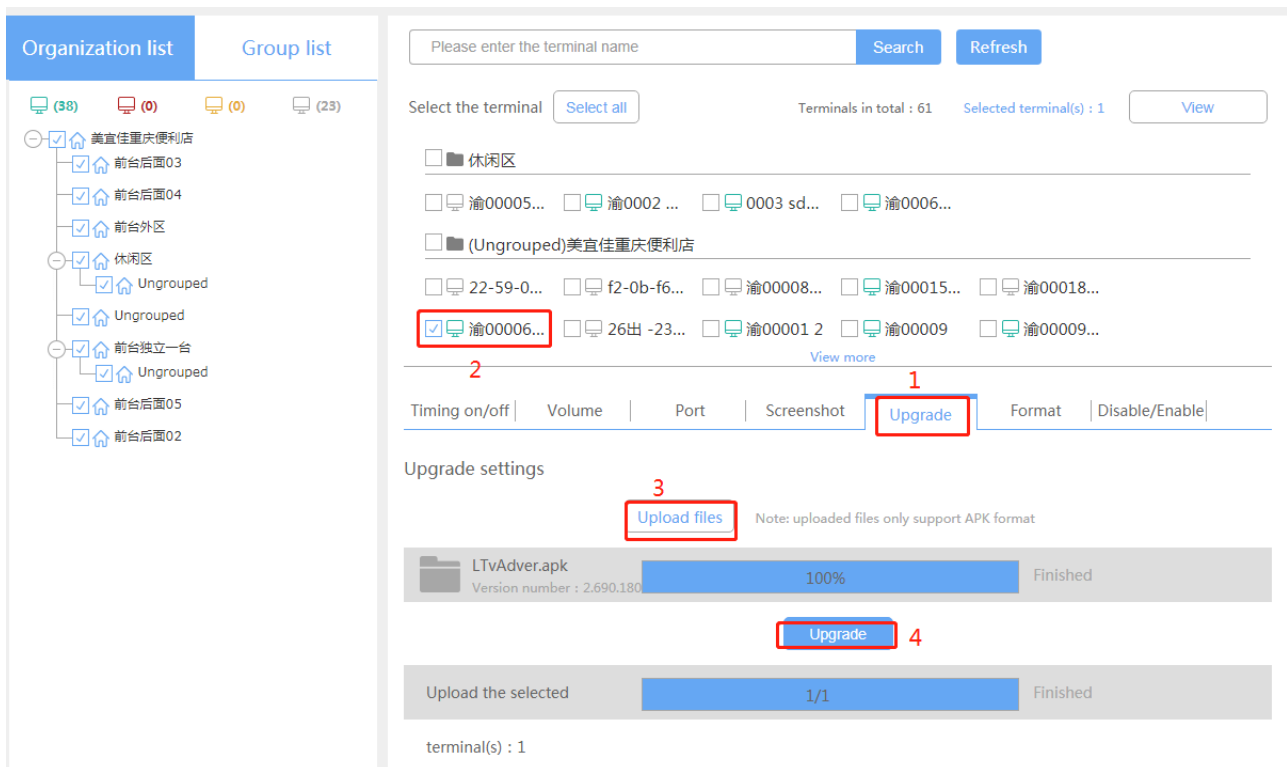 Organization list
Group list
(38) (0) (0) (23)
美宜佳重庆便利店
前台后面03
前台后面04
前台外区
休闲区
Ungrouped
Ungrouped
前台独立一台
Ungrouped
前台后面05
前台后面02
Please enter the terminal name Search Refresh
Select the terminal Select all Terminals in total : 61 Selected terminal(s) : 1 View
休闲区
渝00005... 渝0002 ... 0003 sd... 渝0006...
(Ungrouped)美宜佳重庆便利店
22-59-0... f2-0b-f6... 渝00008... 渝00015... 渝00018...
渝00006... 26出 -23... 渝00001 2 渝00009 渝00009...
2
View more
1
Timing on/off Volume Port Screenshot Upgrade Format Disable/Enable
Upgrade settings
3
Upload files Note: uploaded files only support APK format
LTvAdver.apk
Version number : 2.690.180
100% Finished
Upgrade 4
Upload the selected 1/1 Finished
terminal(s) : 1